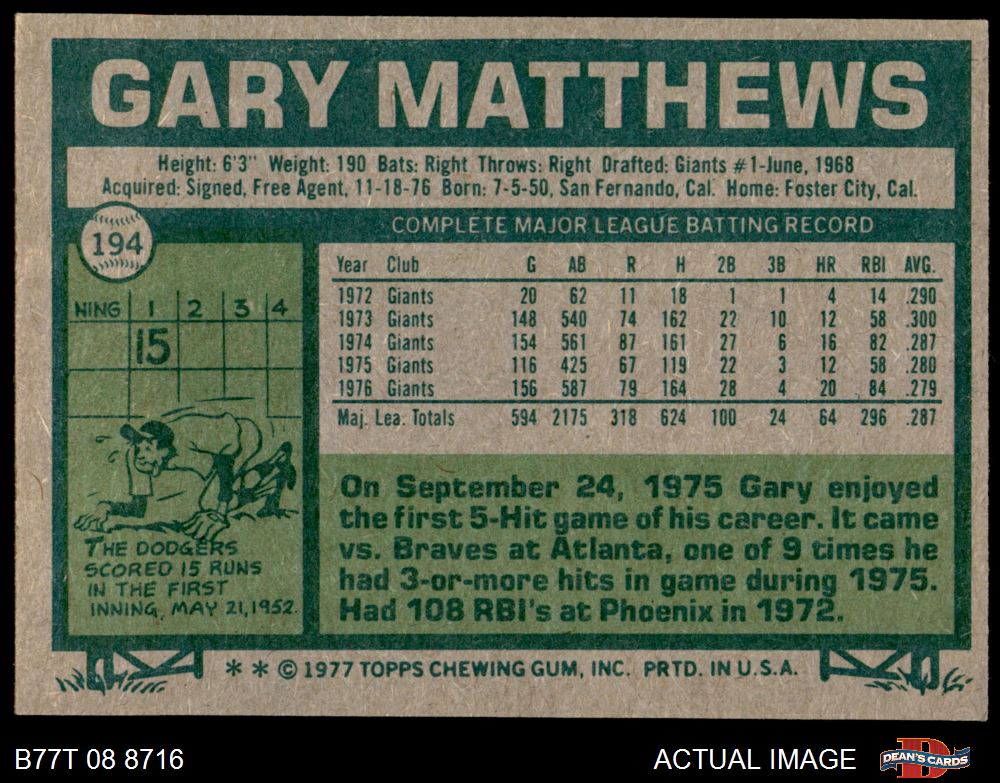 GARY MATTHEWS
Height: 6'3" Weight: 190 Bats: Right Throws: Right Drafted: Giants #1-June, 1968
Acquired: Signed, Free Agent, 11-18-76 Born: 7-5-50, San Fernando, Cal. Home: Foster City, Cal.
194
COMPLETE MAJOR LEAGUE BATTING RECORD
Year Club G AB R H 2B 3B HR RBI AVG.
1972 Giants 20 62 11 18 1 1 4 14 .290
1973 Giants 148 540 74 162 22 10 12 58 .300
1974 Giants 154 561 87 161 27 6 16 82 .287
1975 Giants 116 425 67 119 22 3 12 58 .280
1976 Giants 156 587 79 164 28 4 20 84 .279
Maj. Lea. Totals 594 2175 318 624 100 24 64 296 .287
NING 1 2 3 4
15
THE DODGERS
SCORED 15 RUNS
IN THE FIRST
INNING, MAY 21, 1952.
On September 24, 1975 Gary enjoyed
the first 5-Hit game of his career. It came
vs. Braves at Atlanta, one of 9 times he
had 3-or-more hits in game during 1975.
Had 108 RBI's at Phoenix in 1972.
* * © 1977 TOPPS CHEWING GUM, INC. PRTD. IN U.S.A.
B77T 08 8716
ACTUAL IMAGE
D
DEAN'S CARDS